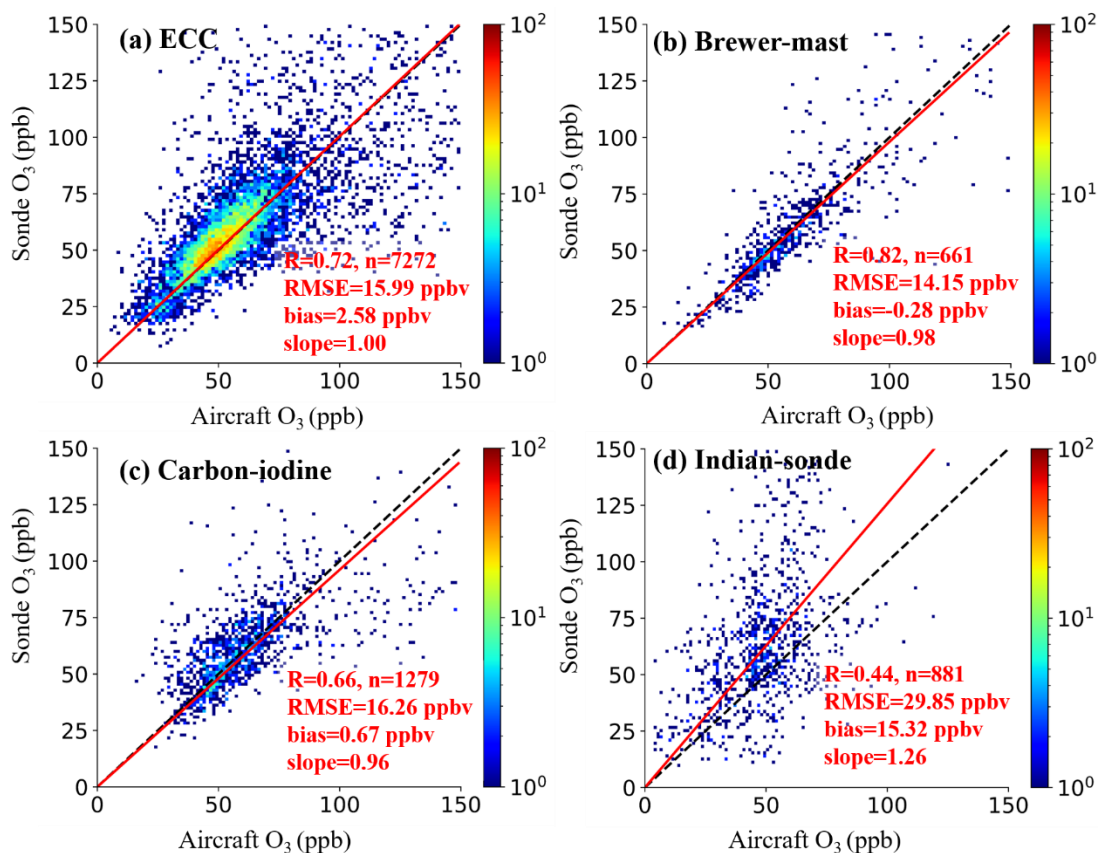 (a) ECC
Sonde O₃ (ppb)
150
125
100
75
50
25
0
R=0.72, n=7272
RMSE=15.99 ppbv
bias=2.58 ppbv
slope=1.00
0 50 100 150
Aircraft O₃ (ppb)
10²
10¹
10⁰
(b) Brewer-mast
Sonde O₃ (ppb)
150
125
100
75
50
25
0
R=0.82, n=661
RMSE=14.15 ppbv
bias=-0.28 ppbv
slope=0.98
0 50 100 150
Aircraft O₃ (ppb)
10²
10¹
10⁰
(c) Carbon-iodine
Sonde O₃ (ppb)
150
125
100
75
50
25
0
R=0.66, n=1279
RMSE=16.26 ppbv
bias=0.67 ppbv
slope=0.96
0 50 100 150
Aircraft O₃ (ppb)
10²
10¹
10⁰
(d) Indian-sonde
Sonde O₃ (ppb)
150
125
100
75
50
25
0
R=0.44, n=881
RMSE=29.85 ppbv
bias=15.32 ppbv
slope=1.26
0 50 100 150
Aircraft O₃ (ppb)
10²
10¹
10⁰